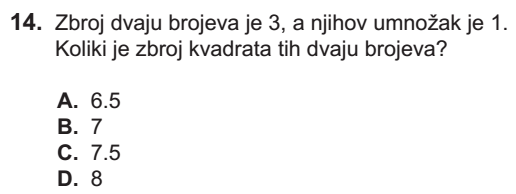 14. Zbroj dvaju brojeva je 3, a njihov umnožak je 1.
Koliki je zbroj kvadrata tih dvaju brojeva?
A. 6.5
B. 7
C. 7.5
D. 8